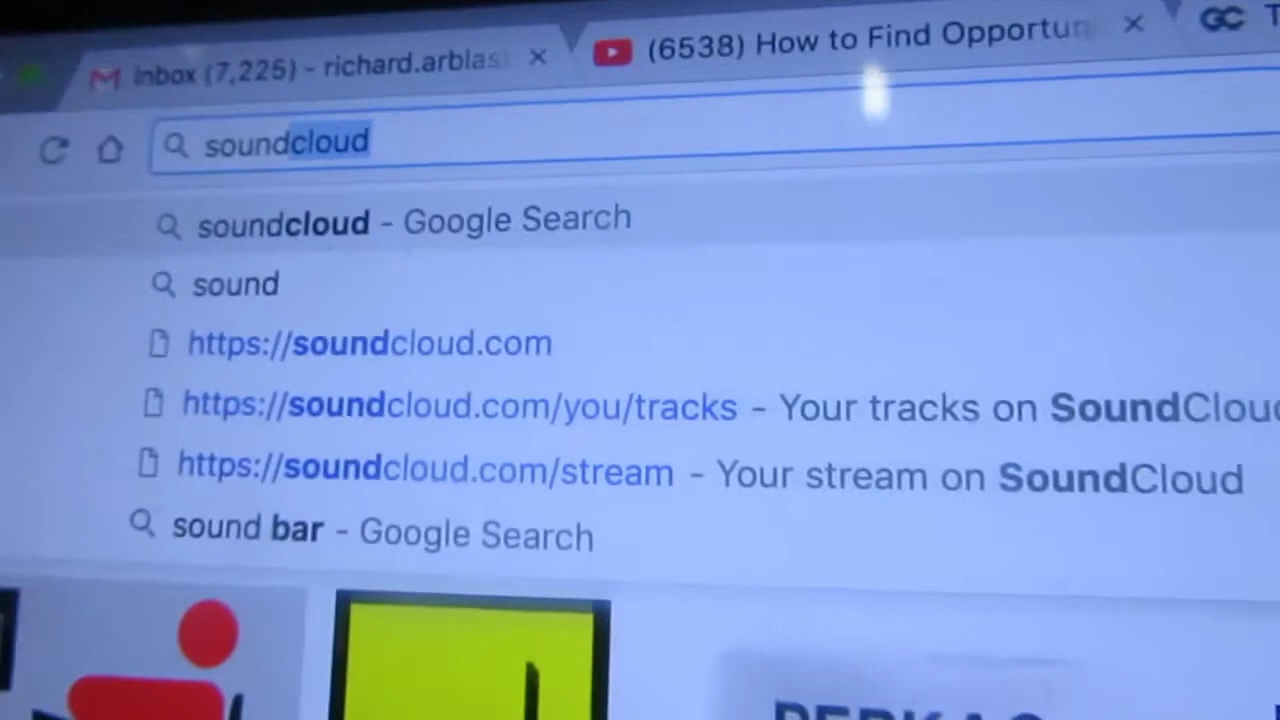 Inbox (7,225) - richard.arblas
(6538) How to Find Opportun
GC T
soundcloud
soundcloud - Google Search
sound
https://soundcloud.com
https://soundcloud.com/you/tracks - Your tracks on SoundClou
https://soundcloud.com/stream - Your stream on SoundCloud
sound bar - Google Search